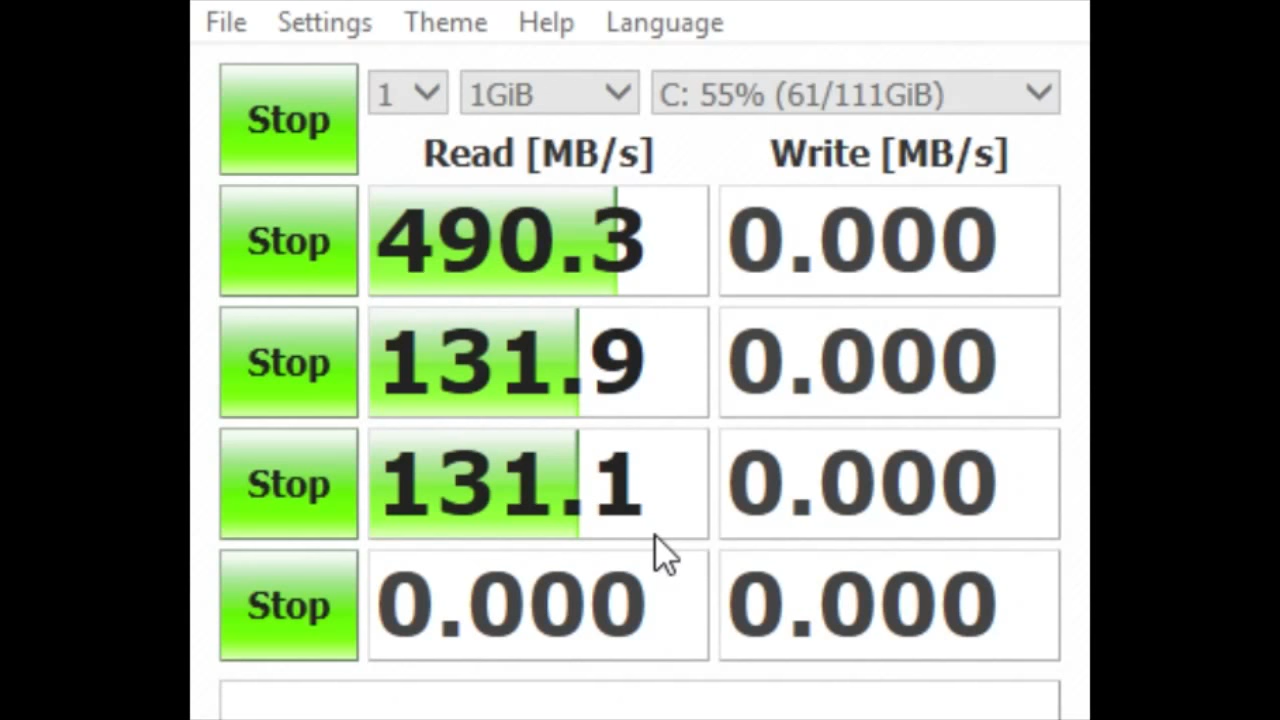 File Settings Theme Help Language
Stop 1 1GiB C: 55% (61/111GiB)
Read [MB/s] Write [MB/s]
Stop 490.3 0.000
Stop 131.9 0.000
Stop 131.1 0.000
Stop 0.000 0.000